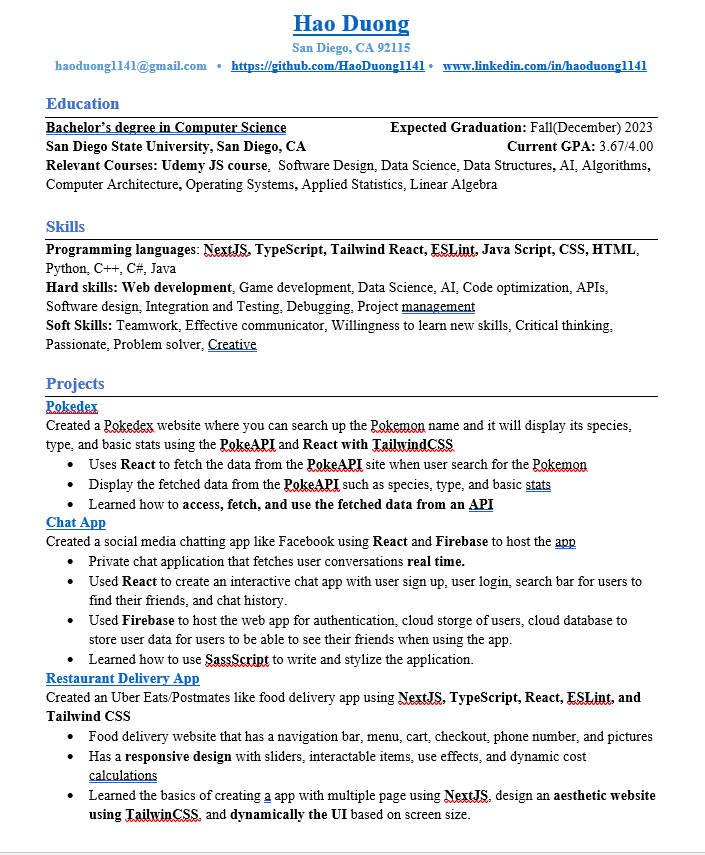 Hao Duong
San Diego, CA 92115
haoduong1141@gmail.com • https://github.com/HaoDuong1141 • www.linkedin.com/in/haoduong1141
Education
Bachelor's degree in Computer Science Expected Graduation: Fall(December) 2023
San Diego State University, San Diego, CA Current GPA: 3.67/4.00
Relevant Courses: Udemy JS course, Software Design, Data Science, Data Structures, AI, Algorithms,
Computer Architecture, Operating Systems, Applied Statistics, Linear Algebra
Skills
Programming languages: NextJS, TypeScript, Tailwind React, ESLint, Java Script, CSS, HTML,
Python, C++, C#, Java
Hard skills: Web development, Game development, Data Science, AI, Code optimization, APIs,
Software design, Integration and Testing, Debugging, Project management
Soft Skills: Teamwork, Effective communicator, Willingness to learn new skills, Critical thinking,
Passionate, Problem solver, Creative
Projects
Pokedex
Created a Pokedex website where you can search up the Pokemon name and it will display its species,
type, and basic stats using the PokeAPI and React with TailwindCSS
• Uses React to fetch the data from the PokeAPI site when user search for the Pokemon
• Display the fetched data from the PokeAPI such as species, type, and basic stats
• Learned how to access, fetch, and use the fetched data from an API
Chat App
Created a social media chatting app like Facebook using React and Firebase to host the app
• Private chat application that fetches user conversations real time.
• Used React to create an interactive chat app with user sign up, user login, search bar for users to
find their friends, and chat history.
• Used Firebase to host the web app for authentication, cloud storge of users, cloud database to
store user data for users to be able to see their friends when using the app.
• Learned how to use SassScript to write and stylize the application.
Restaurant Delivery App
Created an Uber Eats/Postmates like food delivery app using NextJS, TypeScript, React, ESLint, and
Tailwind CSS
• Food delivery website that has a navigation bar, menu, cart, checkout, phone number, and pictures
• Has a responsive design with sliders, interactable items, use effects, and dynamic cost
calculations
• Learned the basics of creating a app with multiple page using NextJS, design an aesthetic website
using TailwinCSS, and dynamically the UI based on screen size.